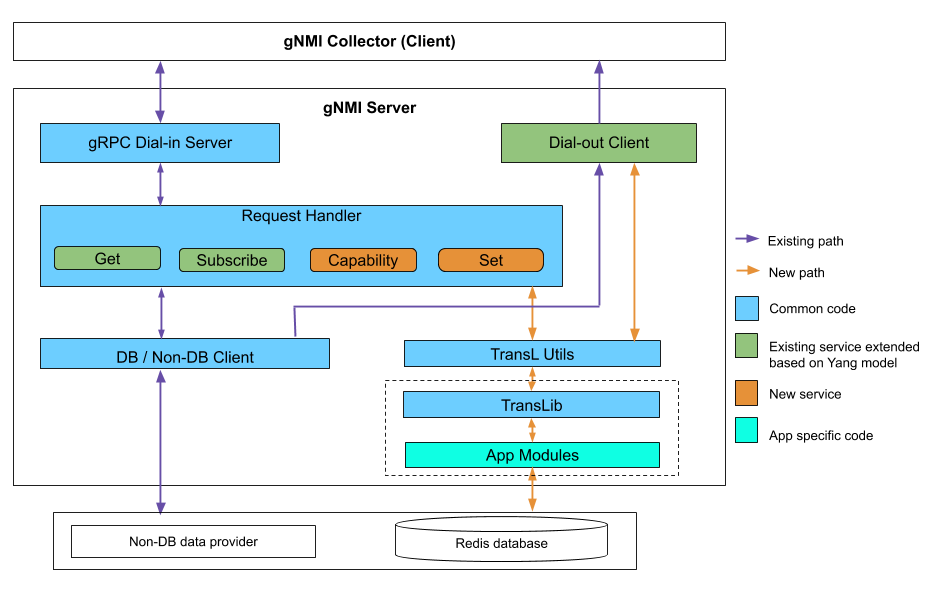 gNMI Collector (Client)
gNMI Server
gRPC Dial-in Server
Dial-out Client
Request Handler
Get
Subscribe
Capability
Set
DB / Non-DB Client
TransL Utils
TransLib
App Modules
Non-DB data provider
Redis database
Existing path
New path
Common code
Existing service extended
based on Yang model
New service
App specific code